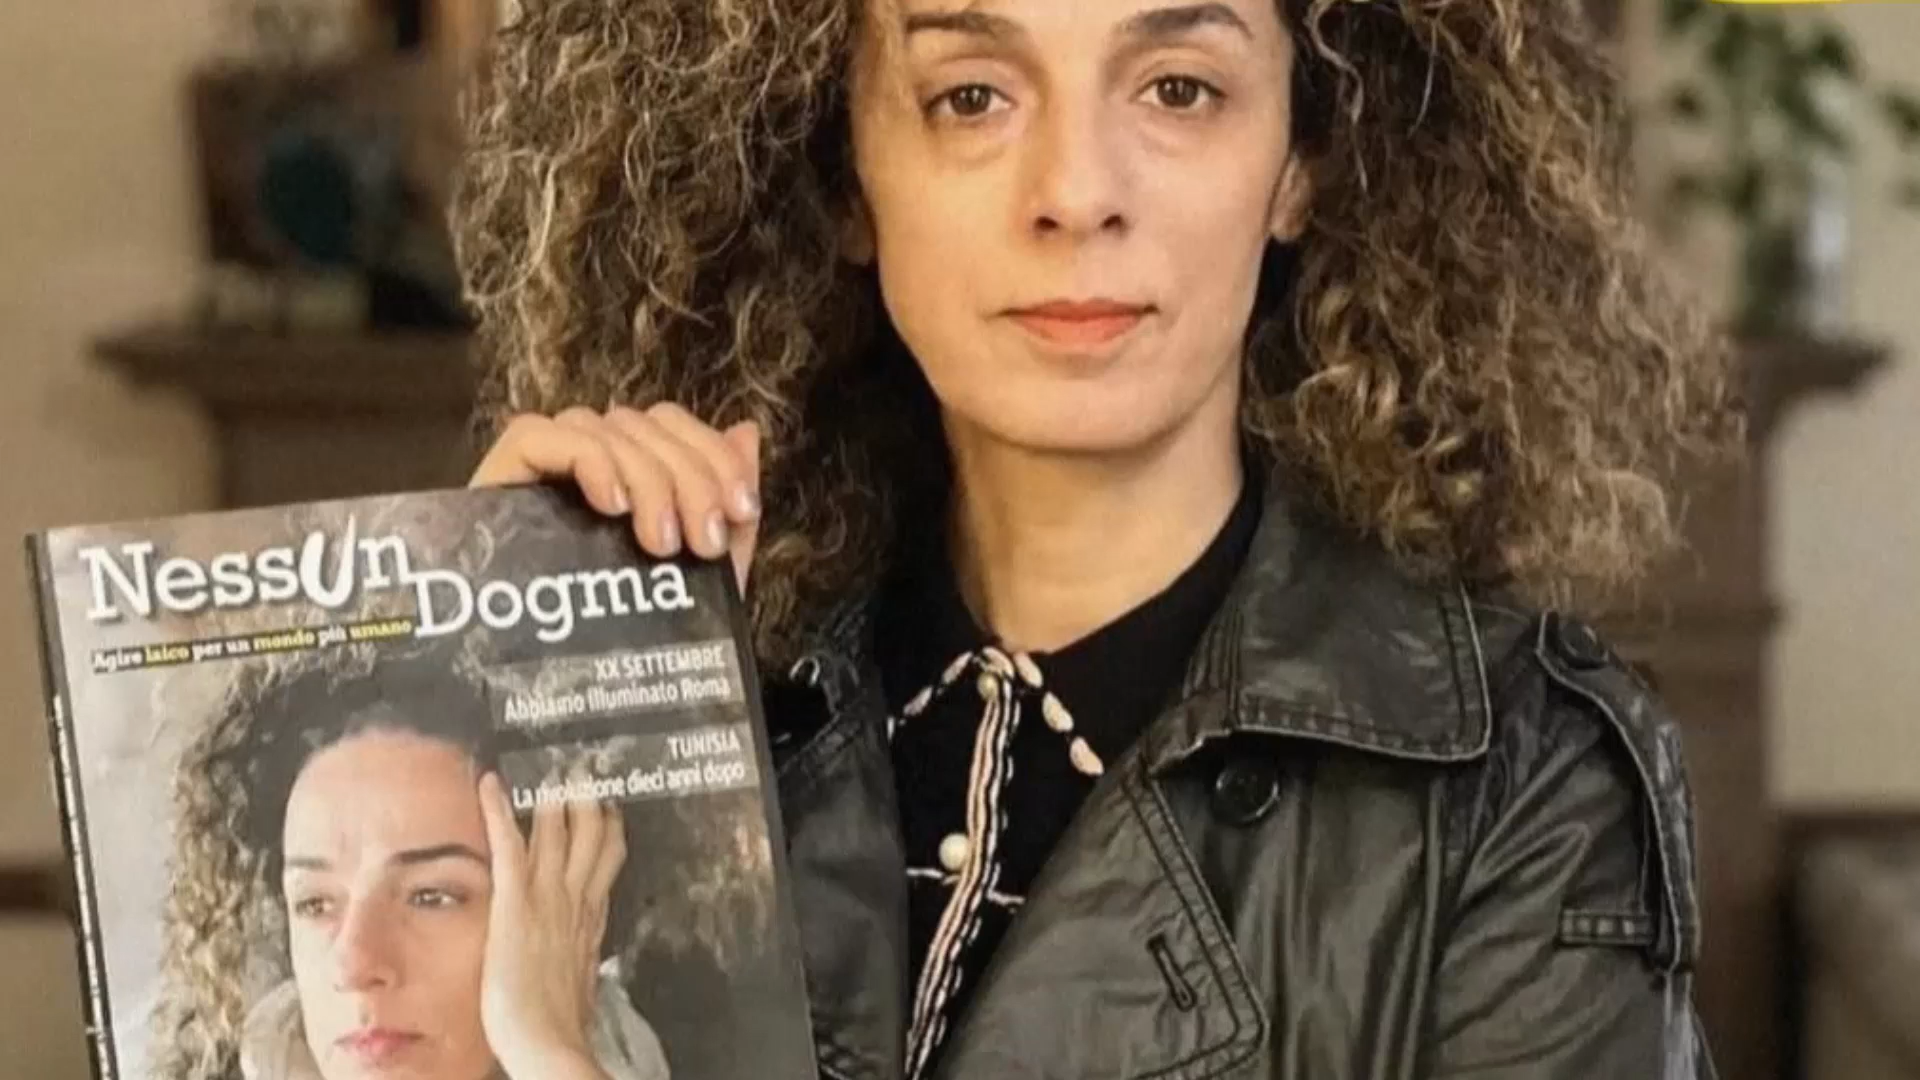 NessUn
Dogma
Agire laico per un mondo più umano
XX SETTEMBRE
Abbiamo Illuminato Roma
TUNISIA
La rivoluzione dieci anni dopo